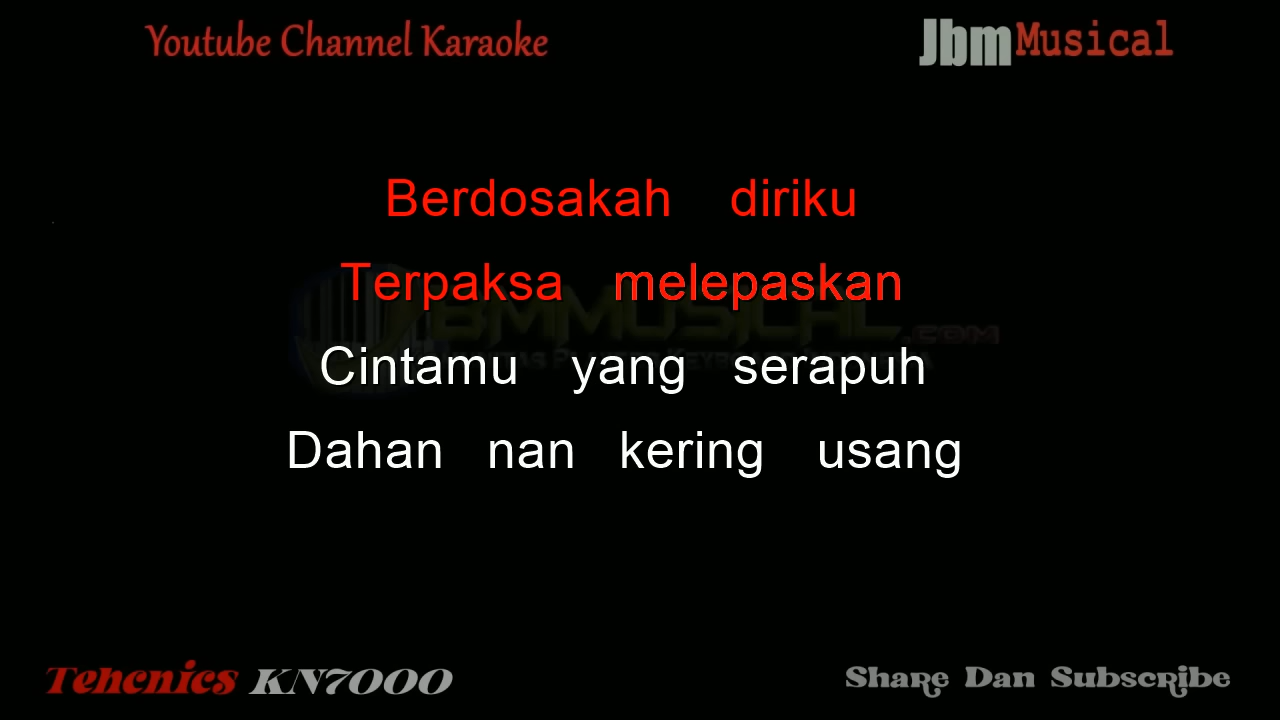 Youtube Channel Karaoke
JbmMusical
Berdosakah diriku
Terpaksa melepaskan
Cintamu yang serapuh
Dahan nan kering usang
Tehcnics KN7000
Share Dan Subscribe